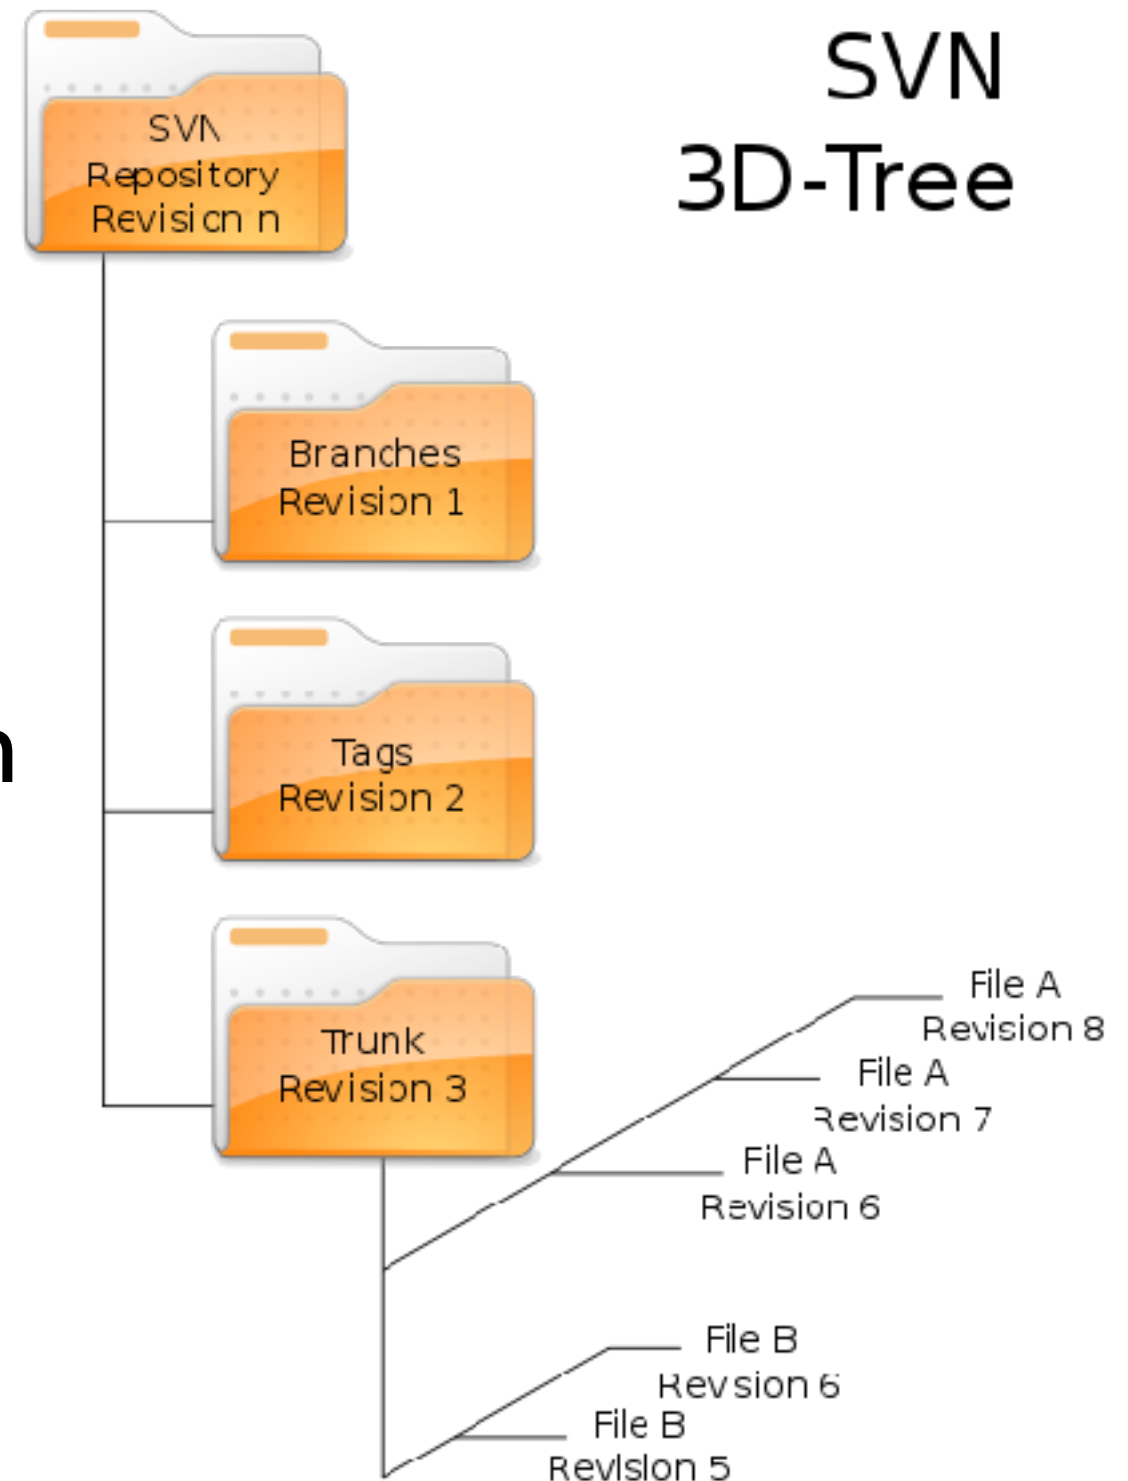 SVN
3D-Tree
SVN
Repository
Revision n
Branches
Revision 1
Tags
Revision 2
n
Trunk
Revision 3
File A
Revision 8
File A
Revision 7
File A
Revision 6
File B
Revision 6
File B
Revision 5